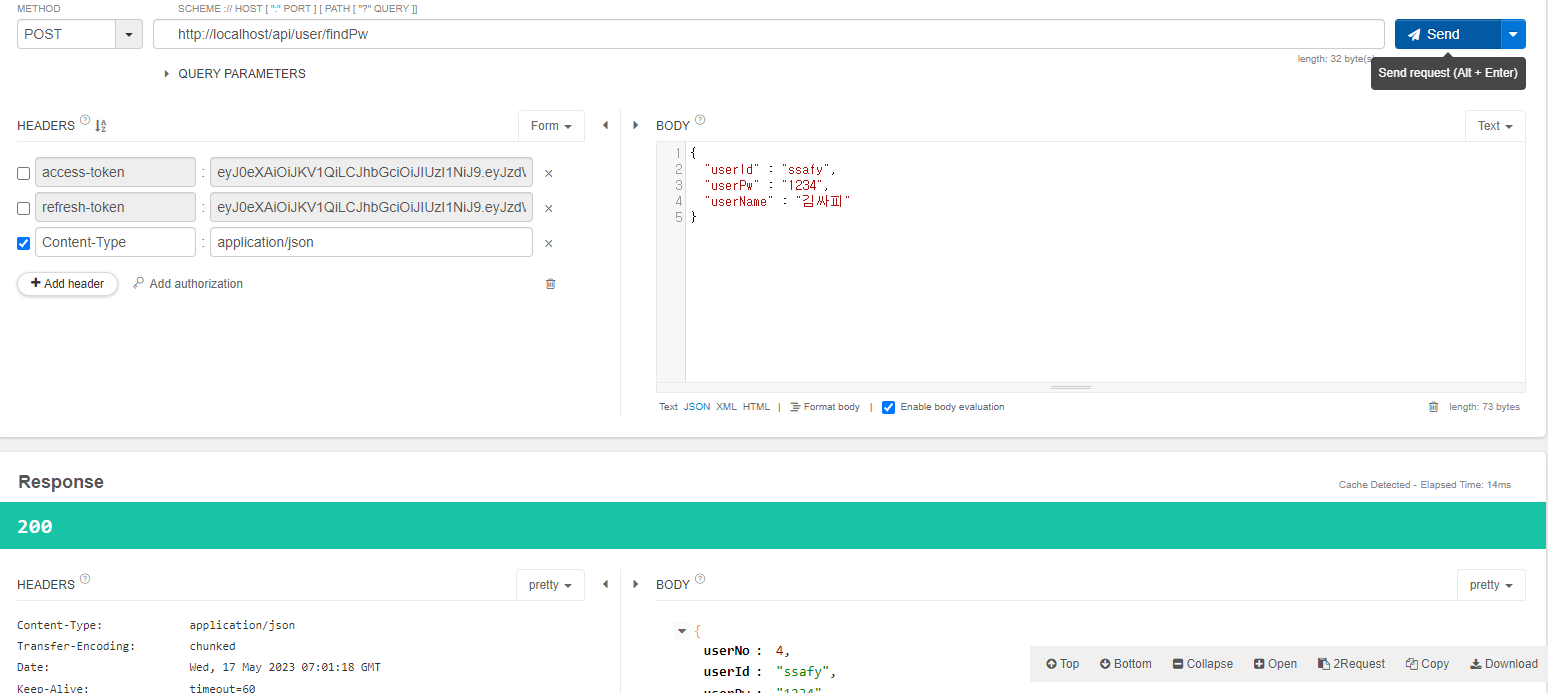 METHOD SCHEME :// HOST [ ":" PORT ] [ PATH [ "?" QUERY ]]
POST http://localhost/api/user/findPw Send
length: 32 byte(s)
Send request (Alt + Enter)
QUERY PARAMETERS
HEADERS ? Form
access-token : eyJ0eXAiOiJKV1QiLCJhbGciOiJIUzI1NiJ9.eyJzdV
refresh-token : eyJ0eXAiOiJKV1QiLCJhbGciOiJIUzI1NiJ9.eyJzdV
Content-Type : application/json
+ Add header Add authorization
BODY ? Text
1 {
2 "userId" : "ssafy",
3 "userPw" : "1234",
4 "userName" : "김싸피"
5 }
Text JSON XML HTML | Format body | Enable body evaluation length: 73 bytes
Response
Cache Detected - Elapsed Time: 14ms
200
HEADERS ? pretty
Content-Type: application/json
Transfer-Encoding: chunked
Date: Wed, 17 May 2023 07:01:18 GMT
Keep-Alive: timeout=60
BODY ? pretty
{
userNo : 4,
userId : "ssafy",
userPw : "1234",
Top Bottom Collapse Open 2Request Copy Download